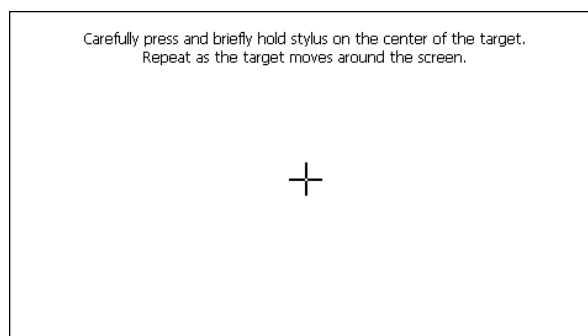 Carefully press and briefly hold stylus on the center of the target.
Repeat as the target moves around the screen.